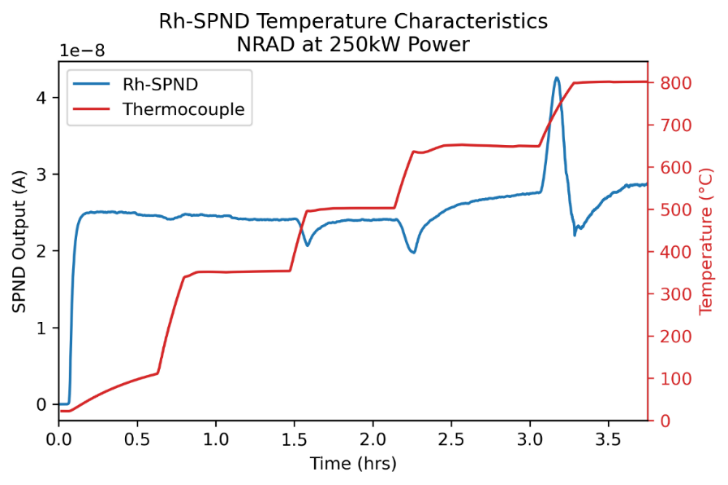 Rh-SPND Temperature Characteristics
NRAD at 250kW Power
1e−8
Rh-SPND
Thermocouple
SPND Output (A)
4
3
2
1
0
800
700
600
500
400
300
200
100
0
Temperature (°C)
0.0 0.5 1.0 1.5 2.0 2.5 3.0 3.5
Time (hrs)